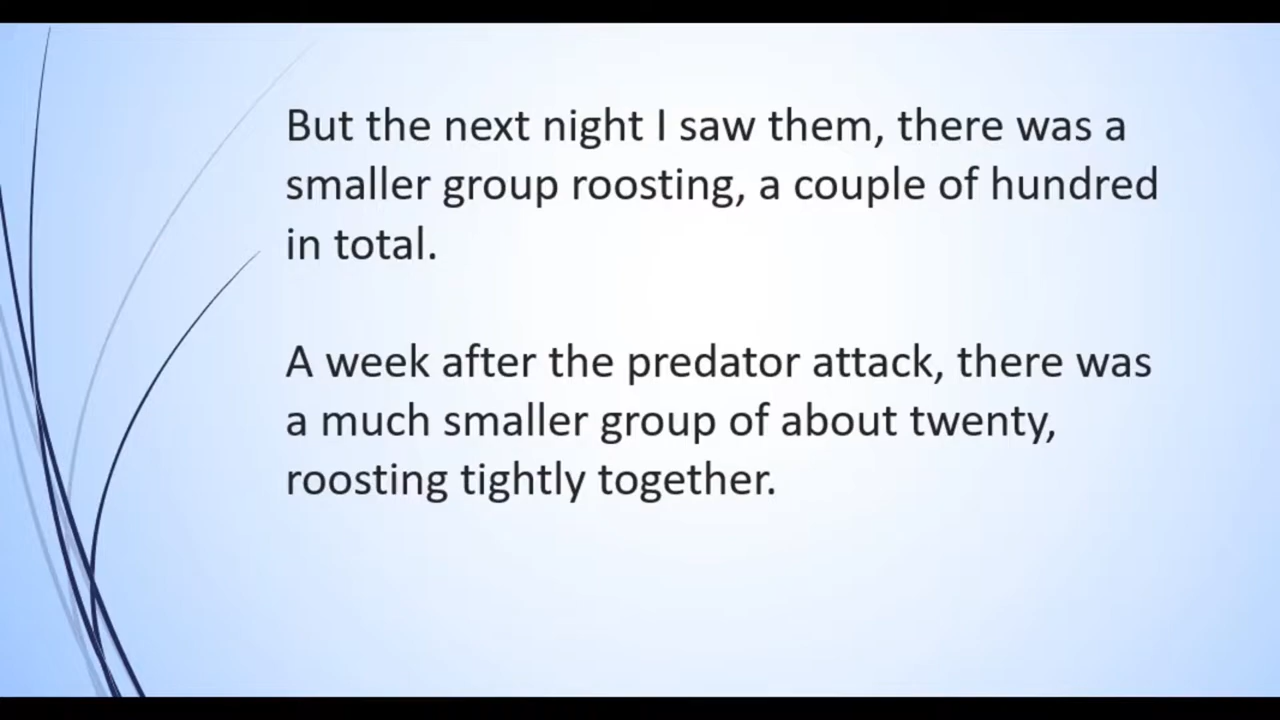 But the next night I saw them, there was a
smaller group roosting, a couple of hundred
in total.
A week after the predator attack, there was
a much smaller group of about twenty,
roosting tightly together.